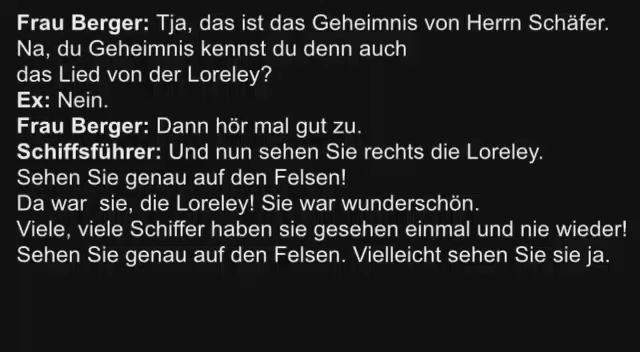 Frau Berger: Tja, das ist das Geheimnis von Herrn Schäfer.
Na, du Geheimnis kennst du denn auch
das Lied von der Loreley?
Ex: Nein.
Frau Berger: Dann hör mal gut zu.
Schiffsführer: Und nun sehen Sie rechts die Loreley.
Sehen Sie genau auf den Felsen!
Da war sie, die Loreley! Sie war wunderschön.
Viele, viele Schiffer haben sie gesehen einmal und nie wieder!
Sehen Sie genau auf den Felsen. Vielleicht sehen Sie sie ja.